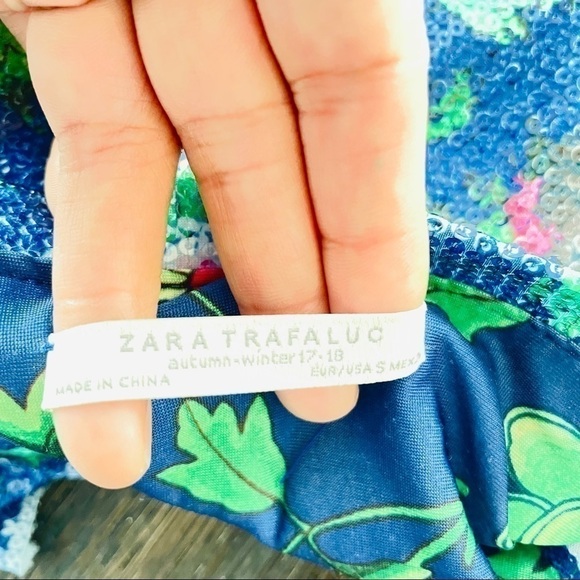 ZARA TRAFALUC
autumn-winter 17-18
MADE IN CHINA EUR/USA S MEX